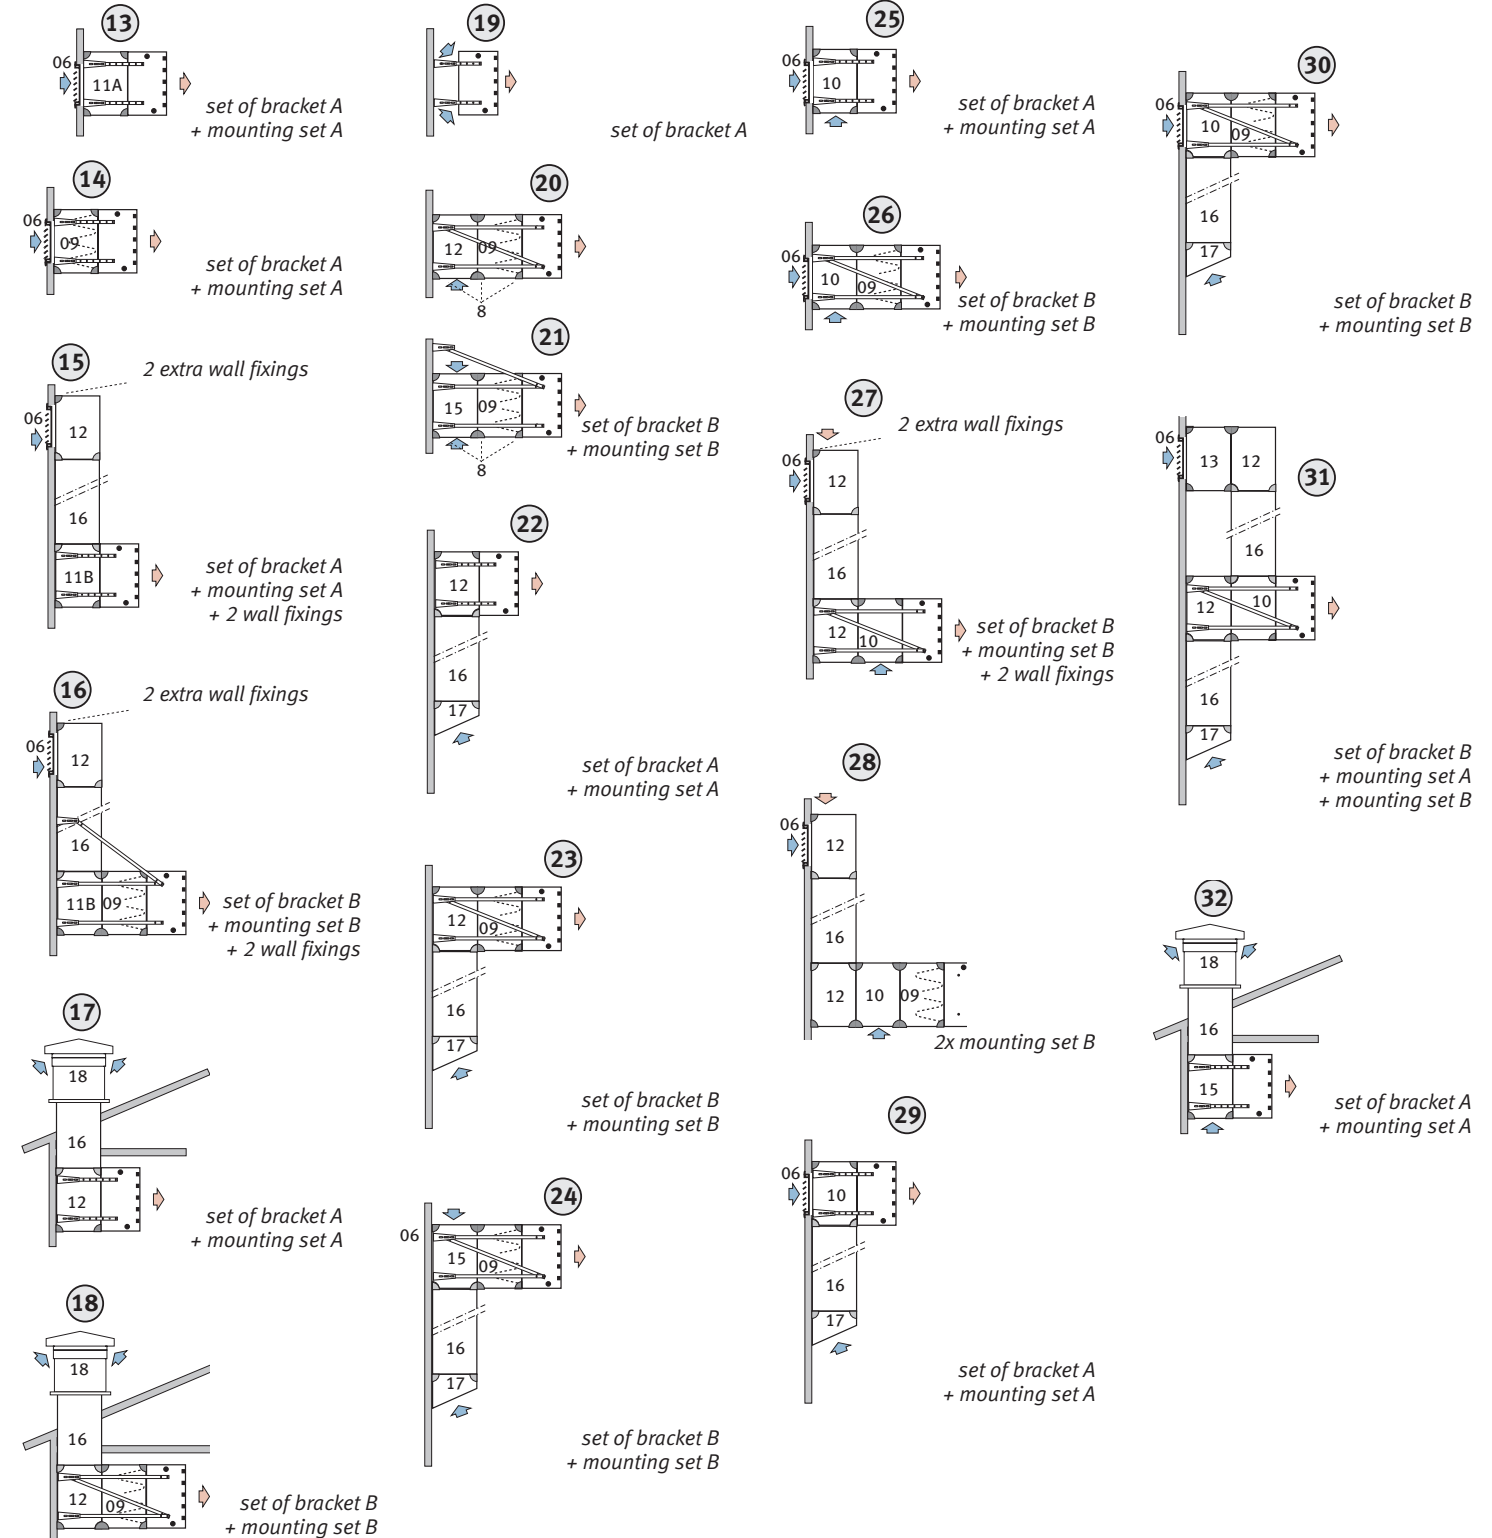 13
06
11A
set of bracket A
+ mounting set A
14
06
09
set of bracket A
+ mounting set A
15
2 extra wall fixings
06
12
16
11B
set of bracket A
+ mounting set A
+ 2 wall fixings
16
2 extra wall fixings
06
12
16
11B 09
set of bracket B
+ mounting set B
+ 2 wall fixings
17
18
16
12
set of bracket A
+ mounting set A
18
18
16
12 09
set of bracket B
+ mounting set B
19
set of bracket A
20
12 09
8
21
15 09
8
set of bracket B
+ mounting set B
22
12
16
17
set of bracket A
+ mounting set A
23
12 09
16
17
set of bracket B
+ mounting set B
24
06
15 09
16
17
set of bracket B
+ mounting set B
25
06
10
set of bracket A
+ mounting set A
26
06
10 09
set of bracket B
+ mounting set B
27
2 extra wall fixings
06
12
16
12 10
set of bracket B
+ mounting set B
+ 2 wall fixings
28
06
12
16
12 10 09
2x mounting set B
29
06
10
16
17
set of bracket A
+ mounting set A
30
06
10 09
16
17
set of bracket B
+ mounting set B
31
06
13 12
16
12 10
16
17
set of bracket B
+ mounting set A
+ mounting set B
32
18
16
15
set of bracket A
+ mounting set A